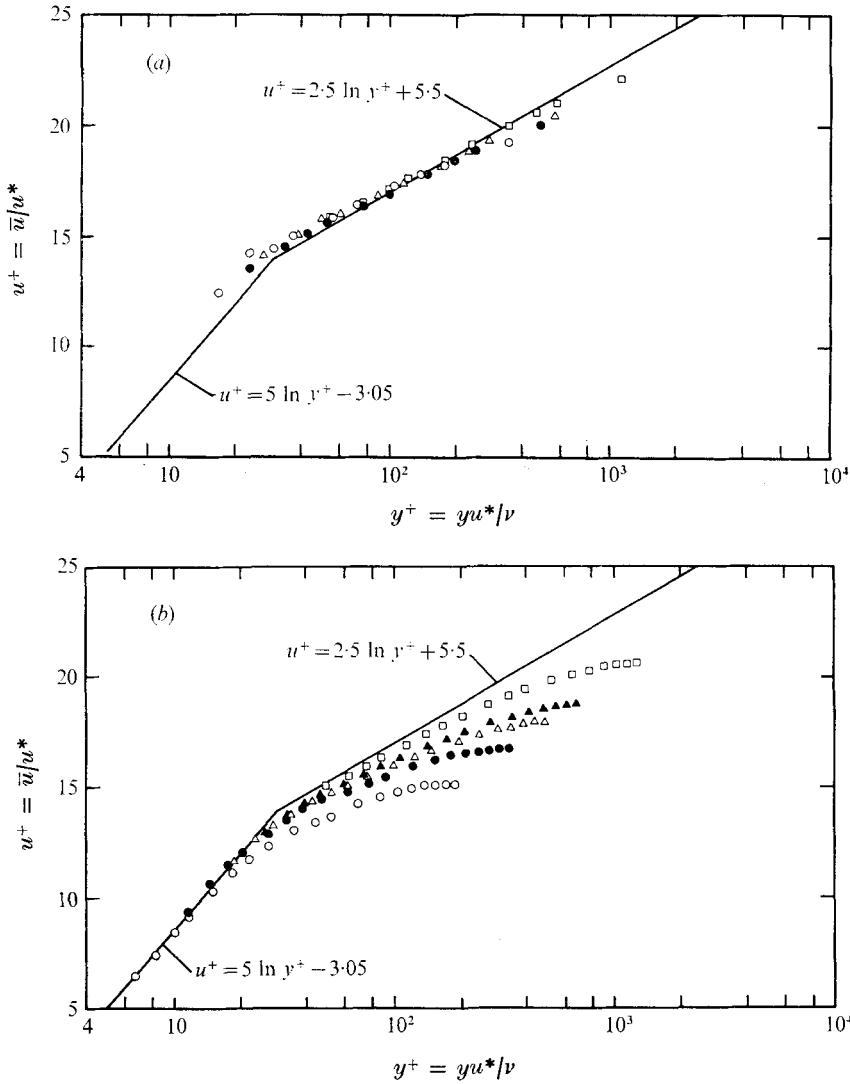 25
(a)
u⁺ = 2·5 ln y⁺ + 5·5
20
15
u⁺ = ū/u*
10
u⁺ = 5 ln y⁺ − 3·05
5
4 10 10² 10³ 10⁴
y⁺ = yu*/ν
25
(b)
u⁺ = 2·5 ln y⁺ + 5·5
20
15
u⁺ = ū/u*
10
u⁺ = 5 ln y⁺ − 3·05
5
4 10 10² 10³ 10⁴
y⁺ = yu*/ν